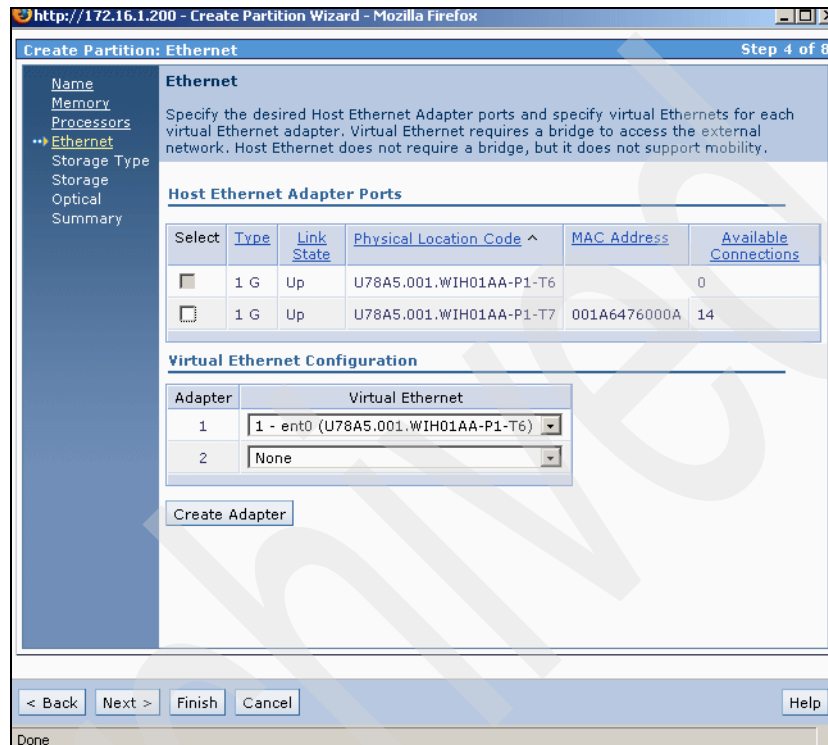 http://172.16.1.200 - Create Partition Wizard - Mozilla Firefox
Create Partition: Ethernet
Step 4 of 8
Name
Memory
Processors
Ethernet
Storage Type
Storage
Optical
Summary
Ethernet
Specify the desired Host Ethernet Adapter ports and specify virtual Ethernets for each
virtual Ethernet adapter. Virtual Ethernet requires a bridge to access the external
network. Host Ethernet does not require a bridge, but it does not support mobility.
Host Ethernet Adapter Ports
Select Type Link State Physical Location Code ^ MAC Address Available Connections
1 G Up U78A5.001.WIH01AA-P1-T6 0
1 G Up U78A5.001.WIH01AA-P1-T7 001A6476000A 14
Virtual Ethernet Configuration
Adapter Virtual Ethernet
1 1 - ent0 (U78A5.001.WIH01AA-P1-T6)
2 None
Create Adapter
< Back Next > Finish Cancel Help
Done